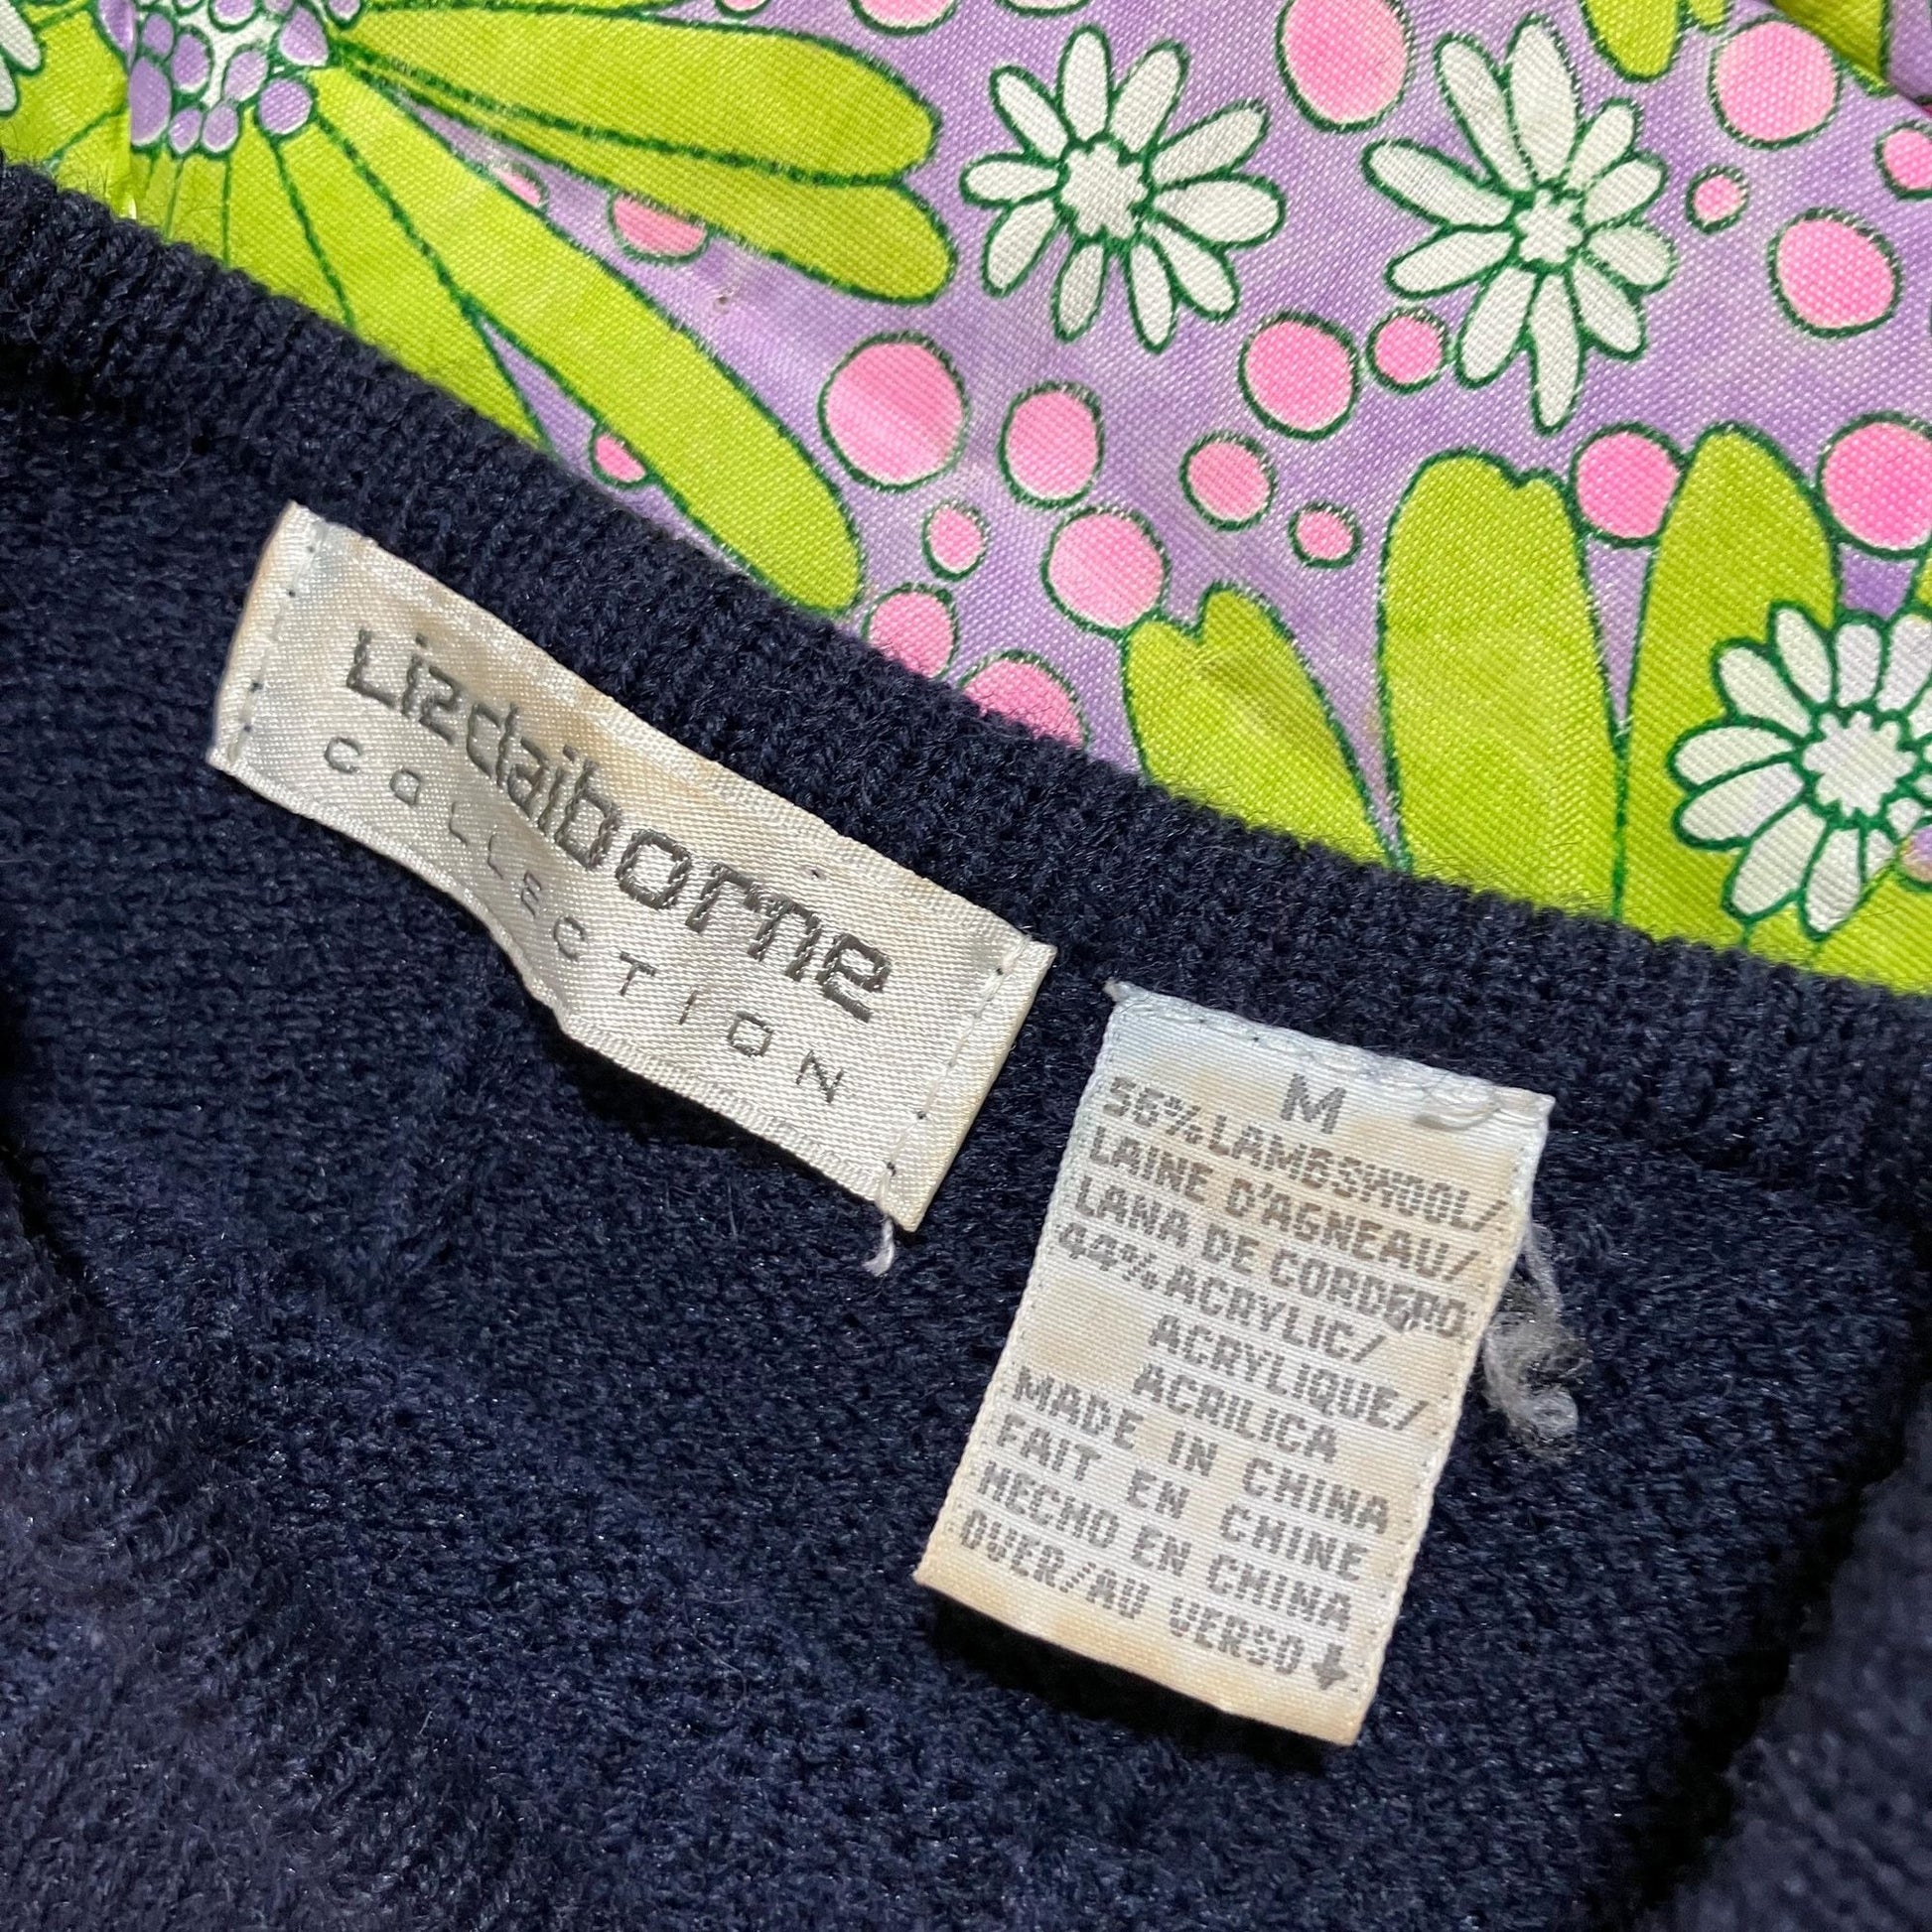 Lizclaiborne
COLLECTION
M
56% LAMBSWOOL/
LAINE D'AGNEAU/
LANA DE CORDERO
44% ACRYLIC/
ACRYLIQUE/
ACRILICA
MADE IN CHINA
FAIT EN CHINE
HECHO EN CHINA
OVER/AU VERSO